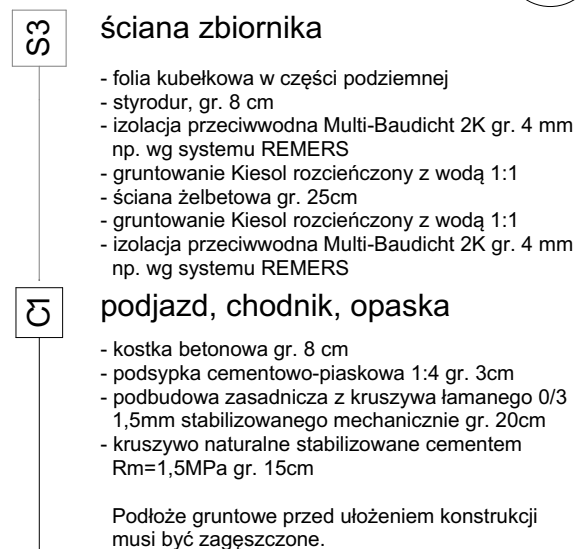 S3
ściana zbiornika
- folia kubełkowa w części podziemnej
- styrodur, gr. 8 cm
- izolacja przeciwwodna Multi-Baudicht 2K gr. 4 mm
np. wg systemu REMERS
- gruntowanie Kiesol rozcieńczony z wodą 1:1
- ściana żelbetowa gr. 25cm
- gruntowanie Kiesol rozcieńczony z wodą 1:1
- izolacja przeciwwodna Multi-Baudicht 2K gr. 4 mm
np. wg systemu REMERS
C1
podjazd, chodnik, opaska
- kostka betonowa gr. 8 cm
- podsypka cementowo-piaskowa 1:4 gr. 3cm
- podbudowa zasadnicza z kruszywa łamanego 0/3
1,5mm stabilizowanego mechanicznie gr. 20cm
- kruszywo naturalne stabilizowane cementem
Rm=1,5MPa gr. 15cm
Podłoże gruntowe przed ułożeniem konstrukcji
musi być zagęszczone.